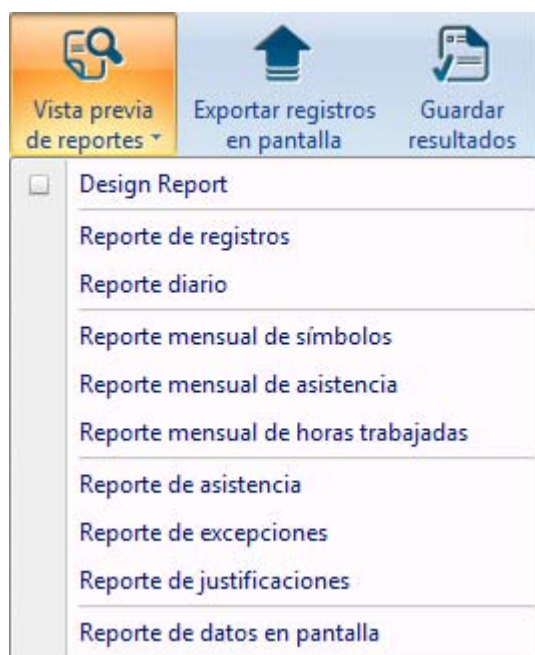 Vista previa
de reportes
Exportar registros
en pantalla
Guardar
resultados
Design Report
Reporte de registros
Reporte diario
Reporte mensual de símbolos
Reporte mensual de asistencia
Reporte mensual de horas trabajadas
Reporte de asistencia
Reporte de excepciones
Reporte de justificaciones
Reporte de datos en pantalla